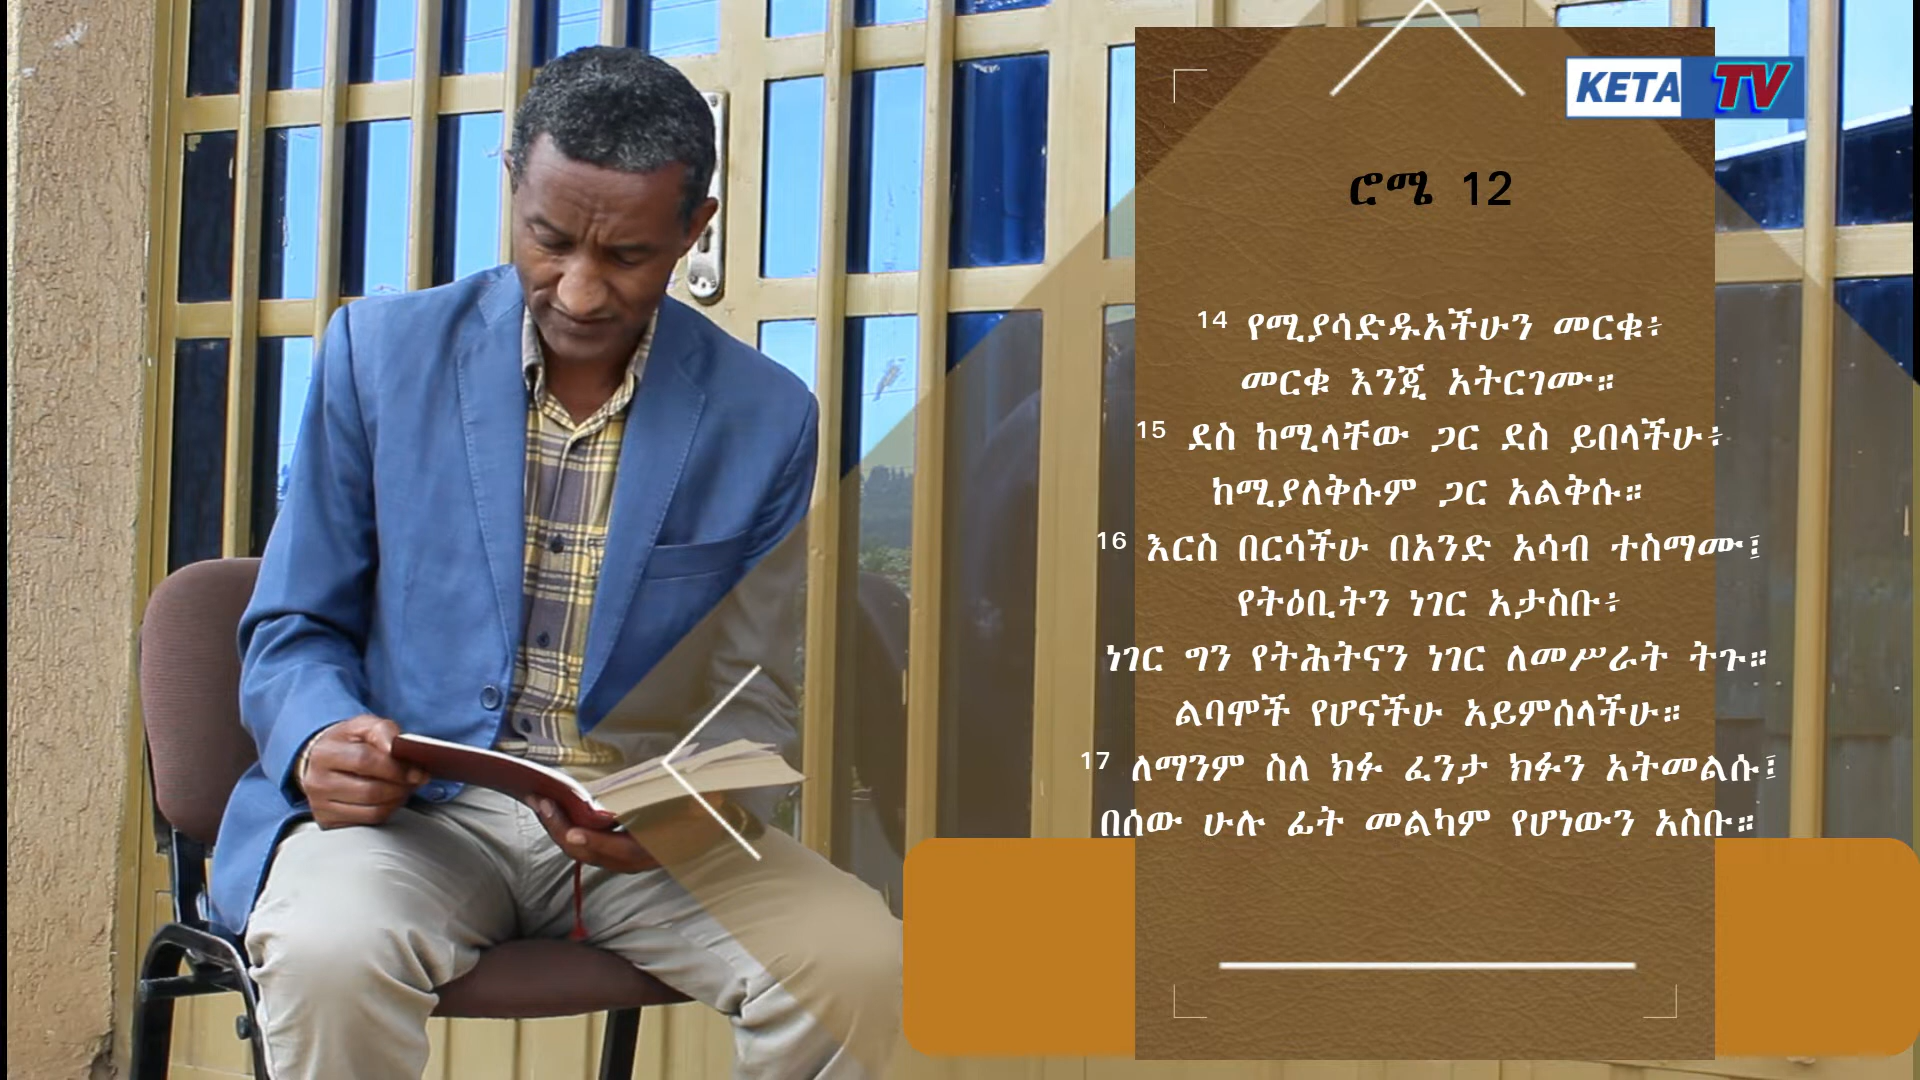 KETA TV
ሮሜ 12
14 የሚያሳድዱአችሁን መርቁ፥
መርቁ እንጂ አትርገሙ።
15 ደስ ከሚላቸው ጋር ደስ ይበላችሁ፥
ከሚያለቅሱም ጋር አልቅሱ።
16 እርስ በርሳችሁ በአንድ አሳብ ተስማሙ፤
የትዕቢትን ነገር አታስቡ፥
ነገር ግን የትሕትናን ነገር ለመሥራት ትጉ።
ልባሞች የሆናችሁ አይምሰላችሁ።
17 ለማንም ስለ ክፉ ፈንታ ክፉን አትመልሱ፤
በሰው ሁሉ ፊት መልካም የሆነውን አስቡ።